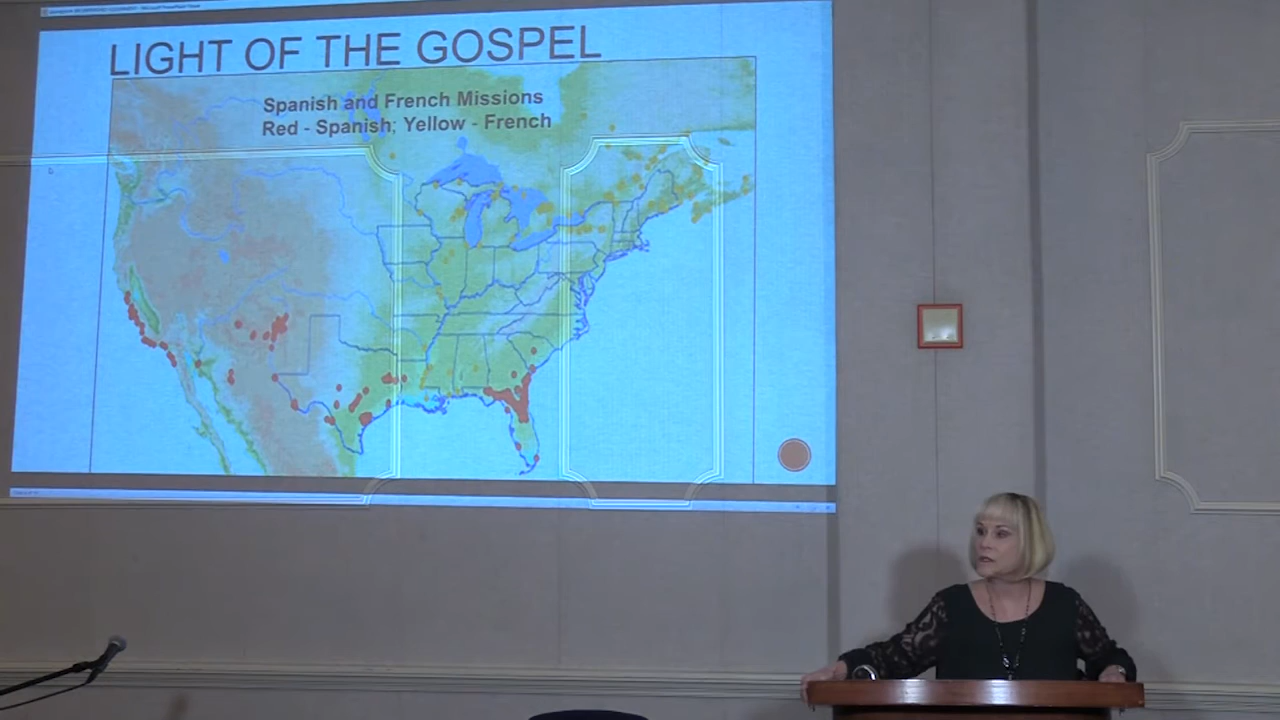 LIGHT OF THE GOSPEL
Spanish and French Missions
Red - Spanish; Yellow - French